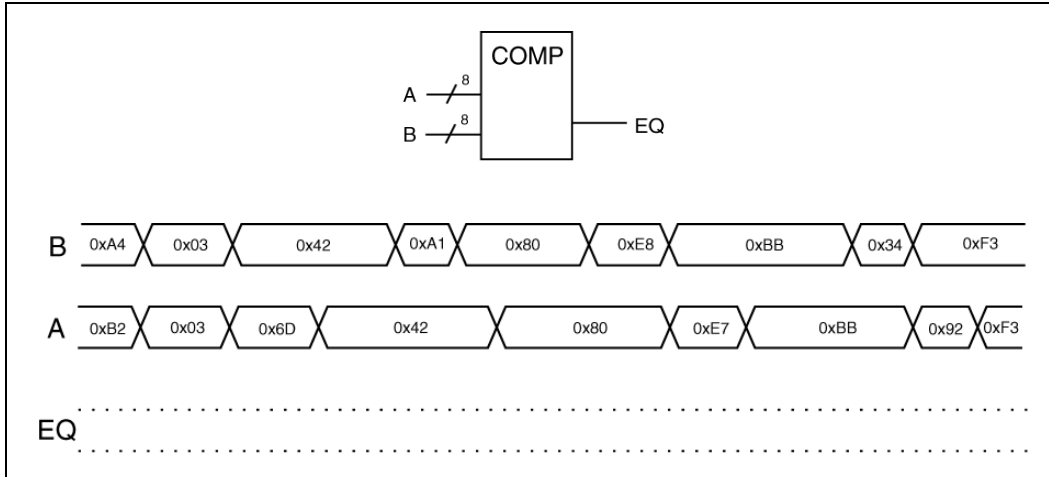 COMP
A 8
B 8
EQ
B 0xA4 0x03 0x42 0xA1 0x80 0xE8 0xBB 0x34 0xF3
A 0xB2 0x03 0x6D 0x42 0x80 0xE7 0xBB 0x92 0xF3
EQ